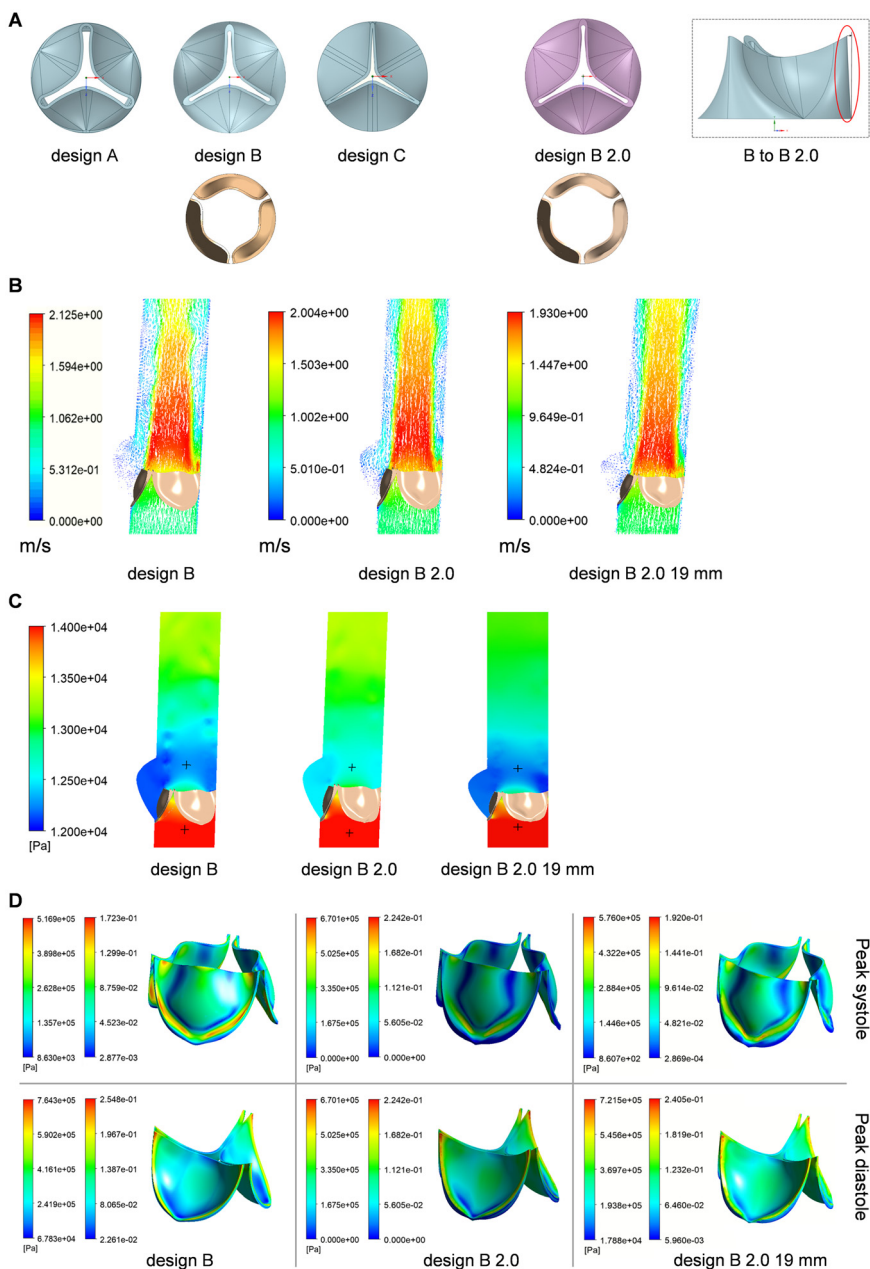 A
design A
design B
design C
design B 2.0
B to B 2.0
B
2.125e+00
1.594e+00
1.062e+00
5.312e-01
0.000e+00
m/s
design B
2.004e+00
1.503e+00
1.002e+00
5.010e-01
0.000e+00
m/s
design B 2.0
1.930e+00
1.447e+00
9.649e-01
4.824e-01
0.000e+00
m/s
design B 2.0 19 mm
C
1.400e+04
1.350e+04
1.300e+04
1.250e+04
1.200e+04
[Pa]
design B
design B 2.0
design B 2.0 19 mm
D
5.169e+05
3.898e+05
2.628e+05
1.357e+05
8.630e+03
[Pa]
1.723e-01
1.299e-01
8.759e-02
4.523e-02
2.877e-03
6.701e+05
5.025e+05
3.350e+05
1.675e+05
0.000e+00
[Pa]
2.242e-01
1.682e-01
1.121e-01
5.605e-02
0.000e+00
5.760e+05
4.322e+05
2.884e+05
1.446e+05
8.607e+02
[Pa]
1.920e-01
1.441e-01
9.614e-02
4.821e-02
2.869e-04
Peak systole
7.643e+05
5.902e+05
4.161e+05
2.419e+05
6.783e+04
[Pa]
2.548e-01
1.967e-01
1.387e-01
8.065e-02
2.261e-02
design B
6.701e+05
5.025e+05
3.350e+05
1.675e+05
0.000e+00
[Pa]
2.242e-01
1.682e-01
1.121e-01
5.605e-02
0.000e+00
design B 2.0
7.215e+05
5.456e+05
3.697e+05
1.938e+05
1.788e+04
[Pa]
2.405e-01
1.819e-01
1.232e-01
6.460e-02
5.960e-03
design B 2.0 19 mm
Peak diastole